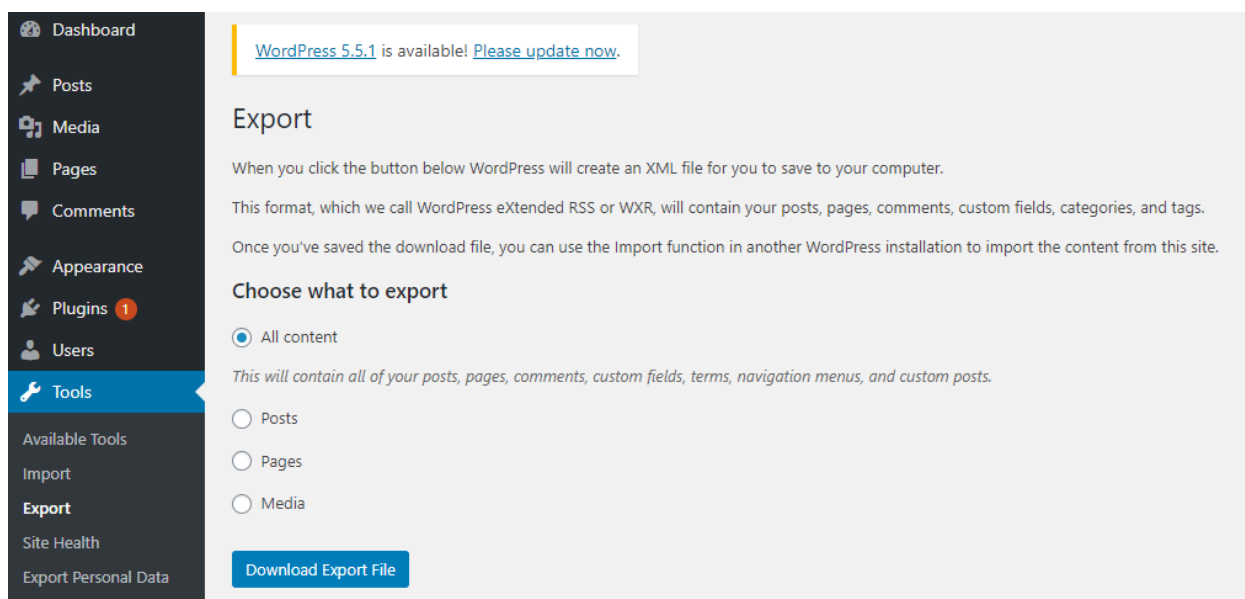 Dashboard
Posts
Media
Pages
Comments
Appearance
Plugins 1
Users
Tools
Available Tools
Import
Export
Site Health
Export Personal Data
WordPress 5.5.1 is available! Please update now.
Export
When you click the button below WordPress will create an XML file for you to save to your computer.
This format, which we call WordPress eXtended RSS or WXR, will contain your posts, pages, comments, custom fields, categories, and tags.
Once you've saved the download file, you can use the Import function in another WordPress installation to import the content from this site.
Choose what to export
All content
This will contain all of your posts, pages, comments, custom fields, terms, navigation menus, and custom posts.
Posts
Pages
Media
Download Export File